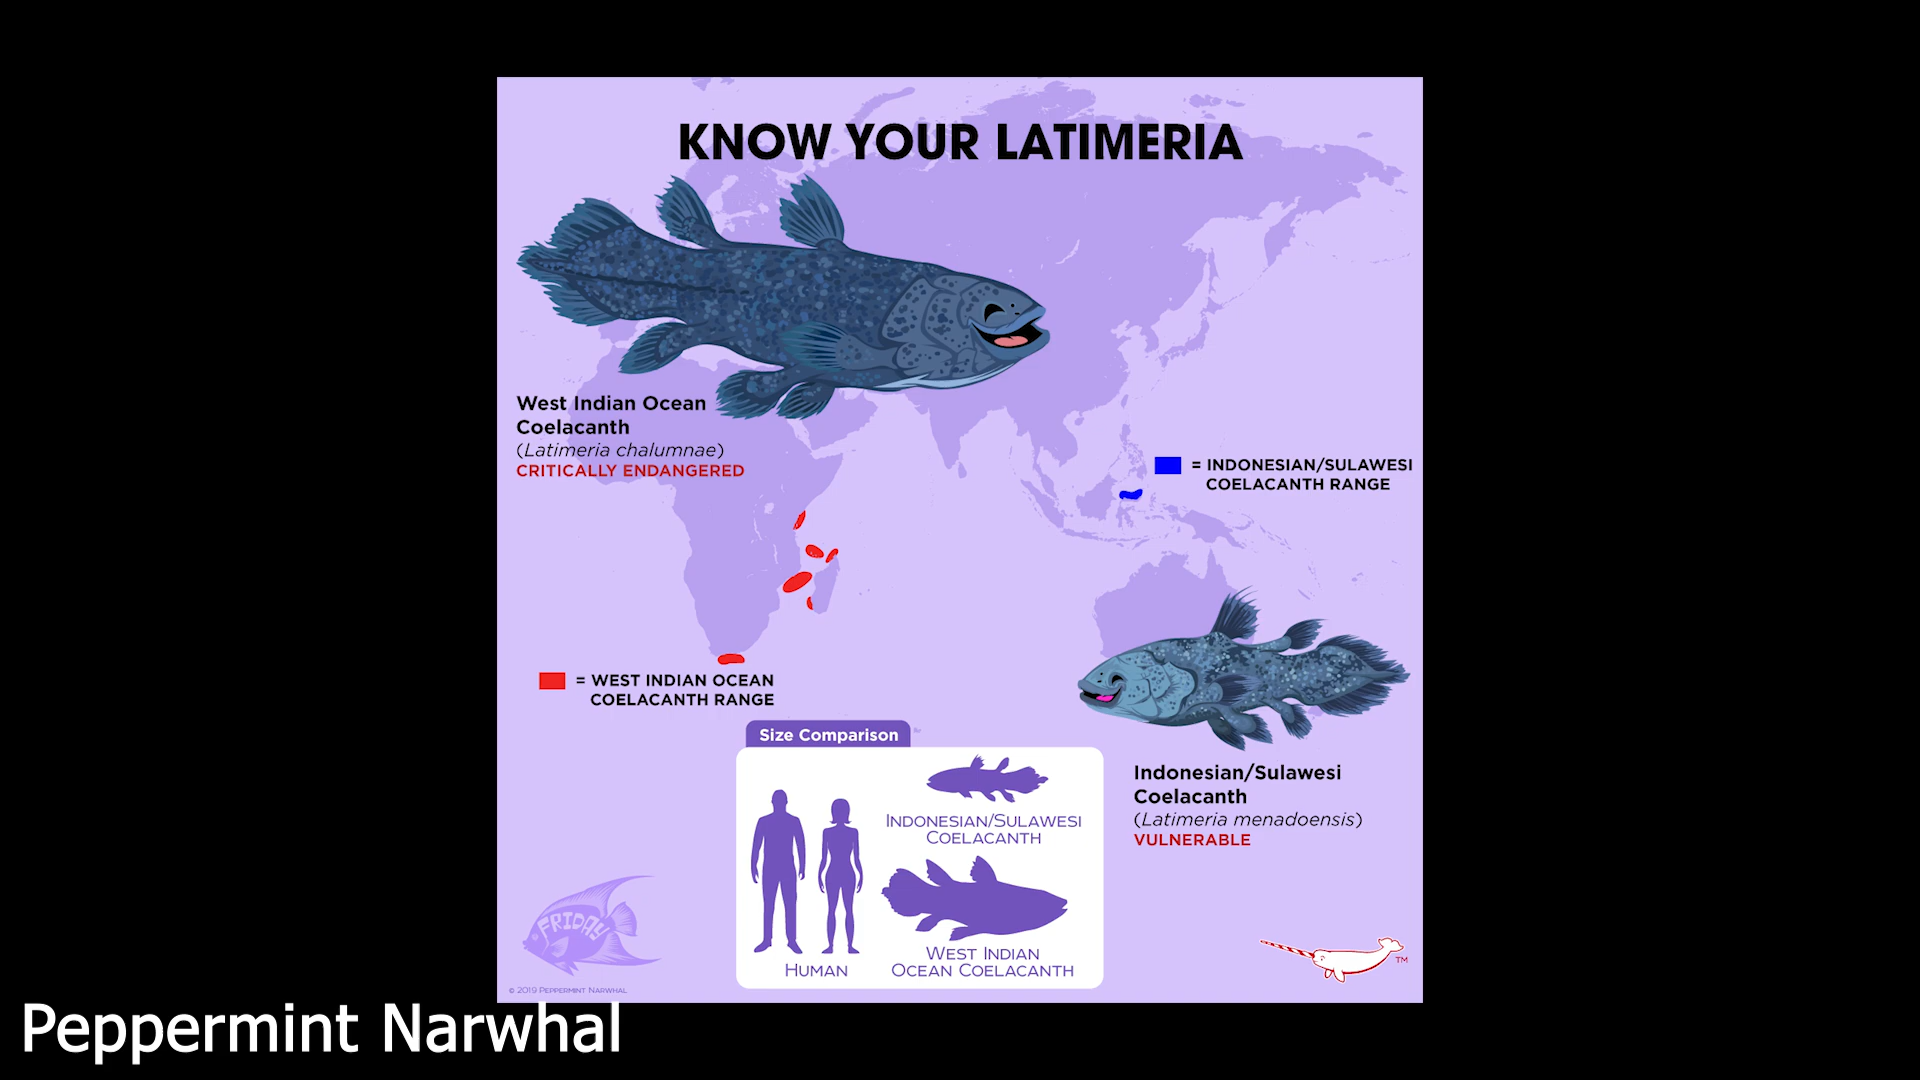 KNOW YOUR LATIMERIA
West Indian Ocean
Coelacanth
(Latimeria chalumnae)
CRITICALLY ENDANGERED
= INDONESIAN/SULAWESI
COELACANTH RANGE
= WEST INDIAN OCEAN
COELACANTH RANGE
Size Comparison
INDONESIAN/SULAWESI
COELACANTH
HUMAN
WEST INDIAN
OCEAN COELACANTH
Indonesian/Sulawesi
Coelacanth
(Latimeria menadoensis)
VULNERABLE
FRIDAY
TM
© 2019 PEPPERMINT NARWHAL
Peppermint Narwhal